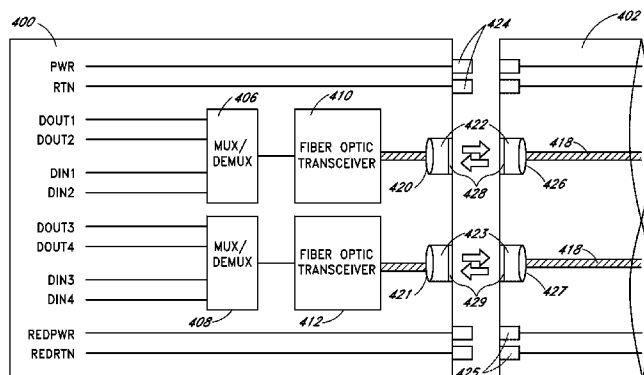 400
424
402
PWR
RTN
406
410
DOUT1
DOUT2
DIN1
DIN2
MUX/
DEMUX
FIBER OPTIC
TRANSCEIVER
422
418
420
428
426
DOUT3
DOUT4
DIN3
DIN4
MUX/
DEMUX
FIBER OPTIC
TRANSCEIVER
423
418
421
429
427
408
412
REDPWR
REDRTN
425